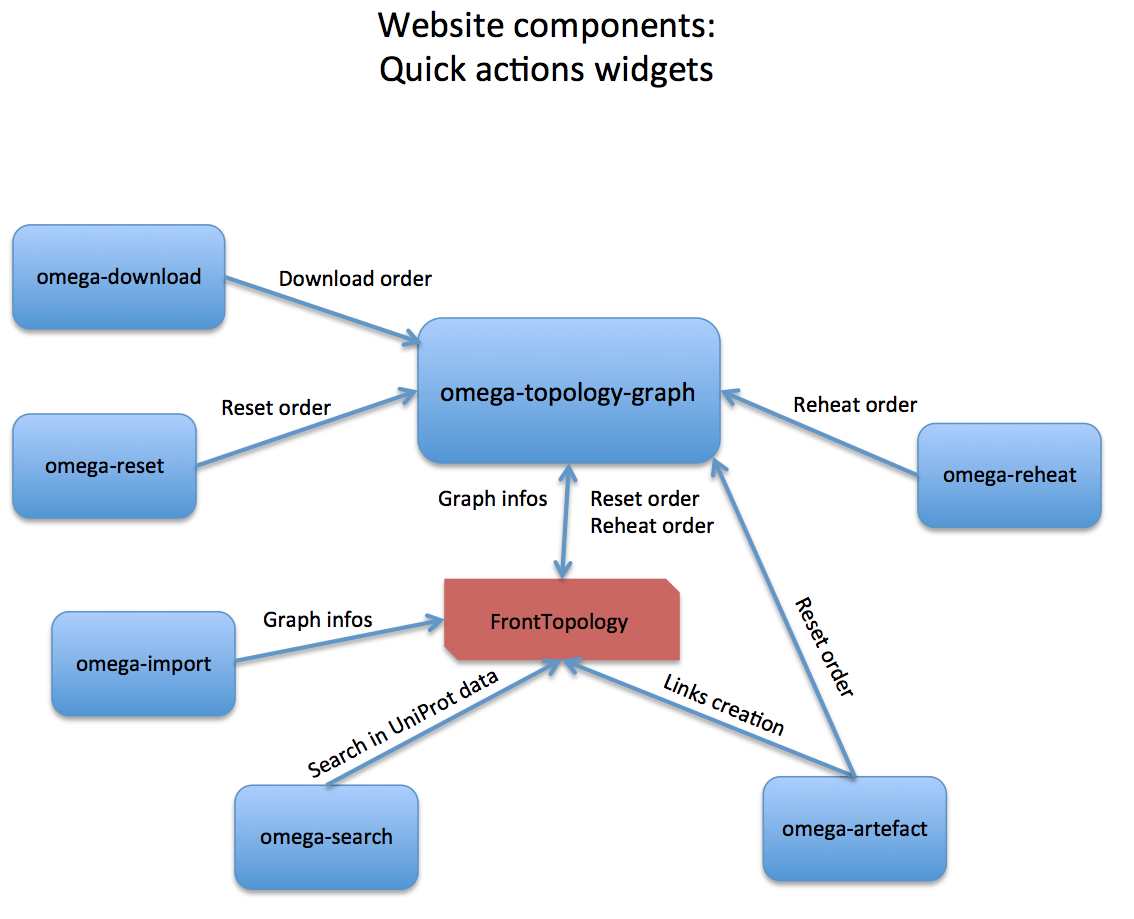 Website components:
Quick actions widgets
omega-download
Download order
omega-topology-graph
Reset order
Reheat order
omega-reset
omega-reheat
Graph infos
Reset order
Reheat order
Reset order
Graph infos
FrontTopology
omega-import
Search in UniProt data
Links creation
omega-search
omega-artefact